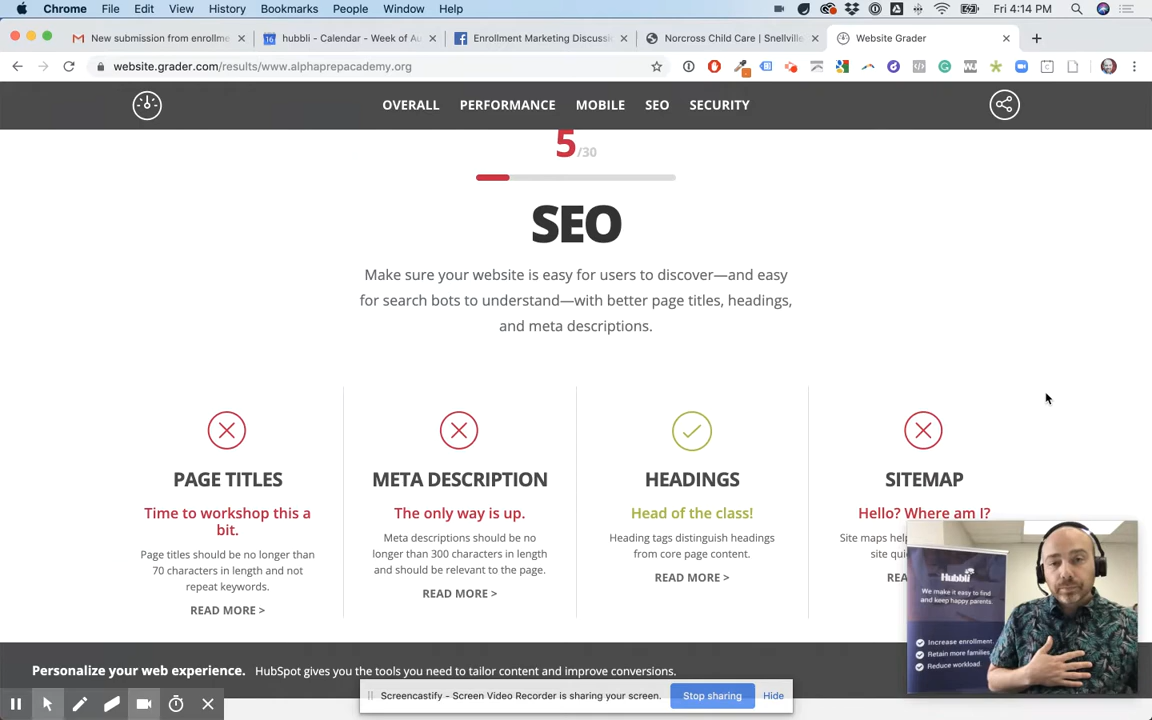 Chrome File Edit View History Bookmarks People Window Help Fri 4:14 PM
New submission from enrollme
16 hubbli - Calendar - Week of Au
Enrollment Marketing Discussi
Norcross Child Care | Snellvill
Website Grader
website.grader.com/results/www.alphaprepacademy.org
OVERALL PERFORMANCE MOBILE SEO SECURITY
5/30
SEO
Make sure your website is easy for users to discover—and easy
for search bots to understand—with better page titles, headings,
and meta descriptions.
PAGE TITLES
Time to workshop this a
bit.
Page titles should be no longer than
70 characters in length and not
repeat keywords.
READ MORE >
META DESCRIPTION
The only way is up.
Meta descriptions should be no
longer than 300 characters in length
and should be relevant to the page.
READ MORE >
HEADINGS
Head of the class!
Heading tags distinguish headings
from core page content.
READ MORE >
SITEMAP
Hello? Where am I?
Site maps help
site qui
REA
Hubbli
We make it easy to find
and keep happy parents.
Increase enrollment.
Retain more families.
Reduce workload.
Personalize your web experience. HubSpot gives you the tools you need to tailor content and improve conversions.
Screencastify - Screen Video Recorder is sharing your screen. Stop sharing Hide